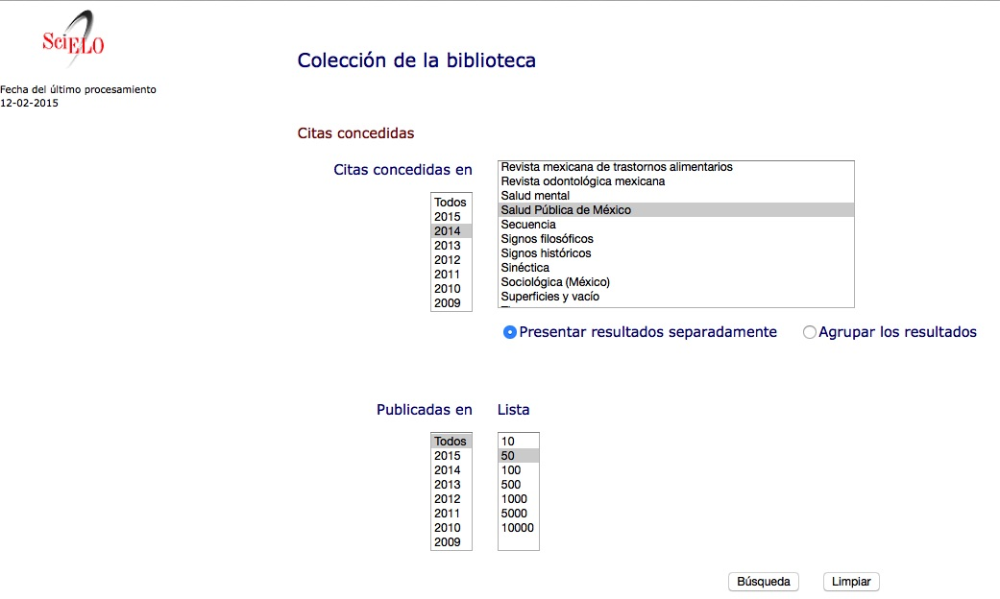 SciELO
Colección de la biblioteca
Fecha del último procesamiento
12-02-2015
Citas concedidas
Citas concedidas en
Todos
2015
2014
2013
2012
2011
2010
2009
Revista mexicana de trastornos alimentarios
Revista odontológica mexicana
Salud mental
Salud Pública de México
Secuencia
Signos filosóficos
Signos históricos
Sinéctica
Sociológica (México)
Superficies y vacío
Presentar resultados separadamente
Agrupar los resultados
Publicadas en
Todos
2015
2014
2013
2012
2011
2010
2009
Lista
10
50
100
500
1000
5000
10000
Búsqueda
Limpiar